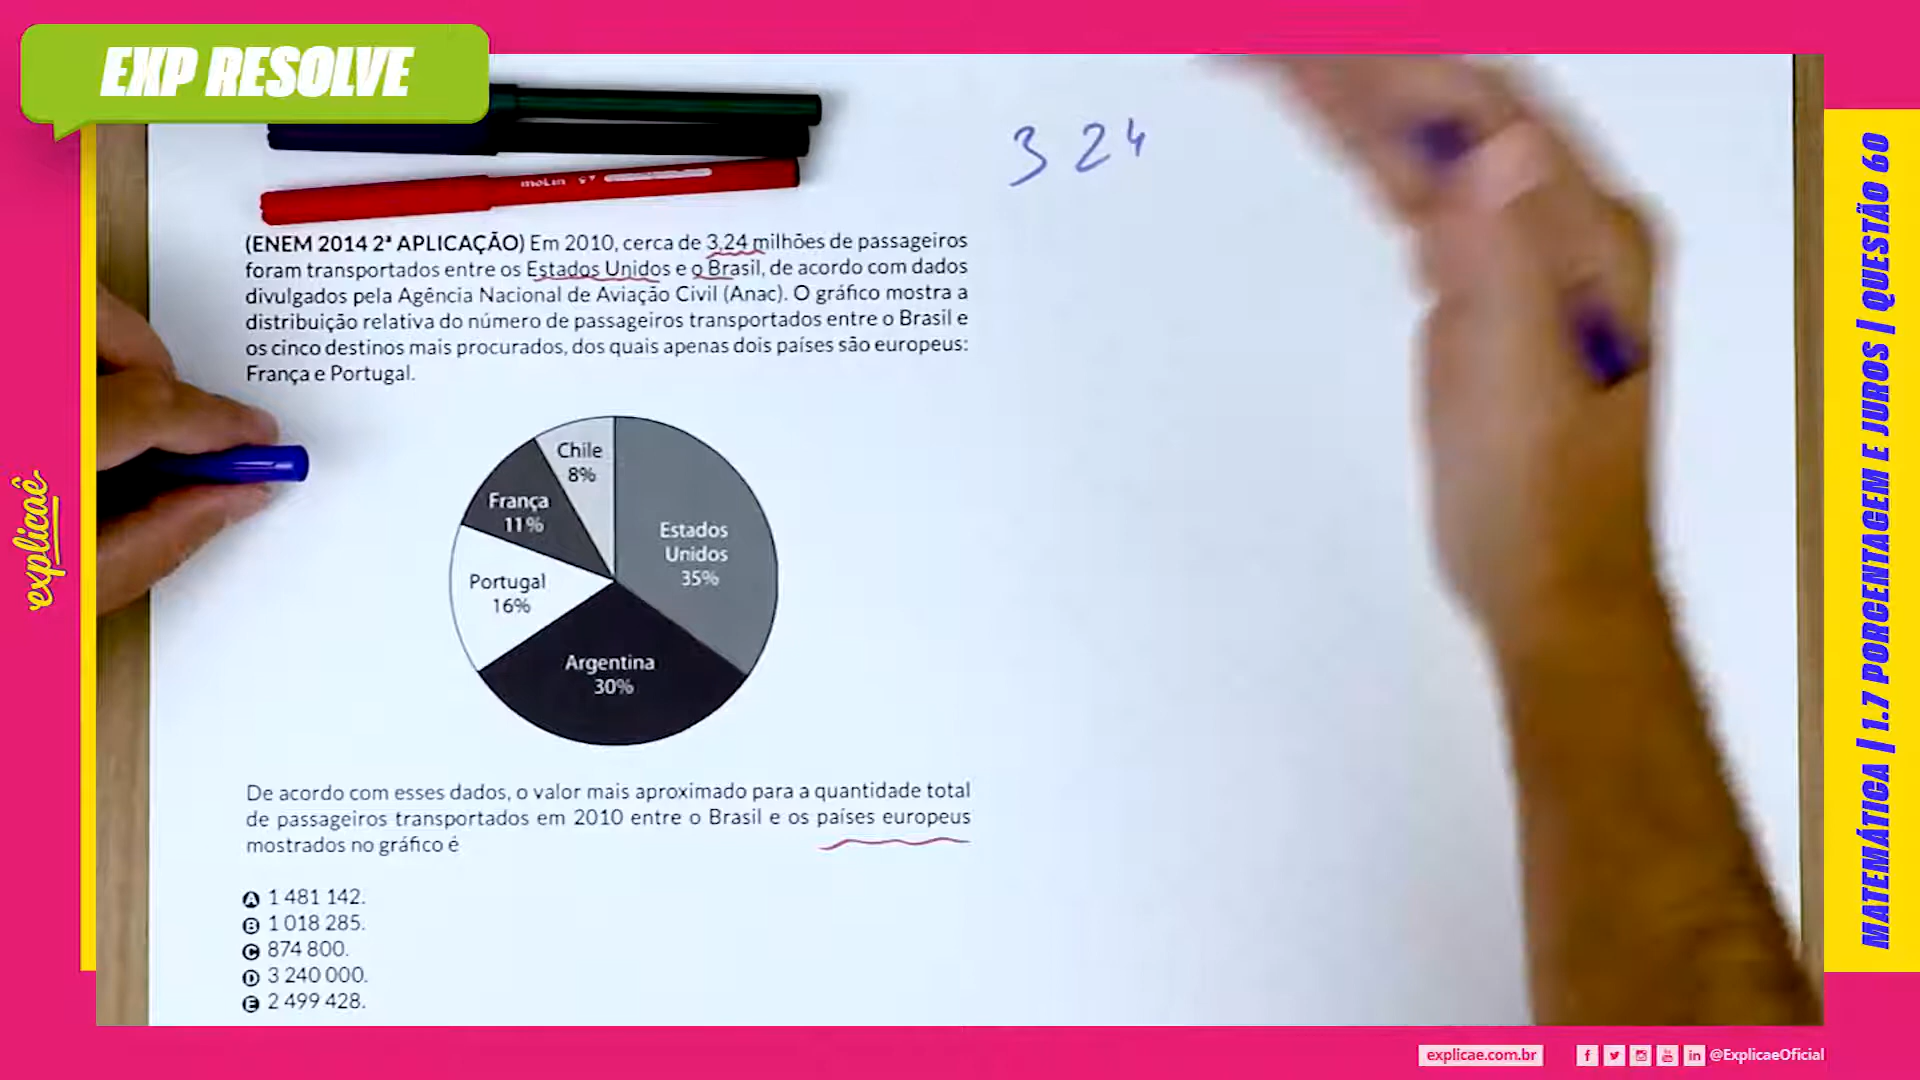 EXP RESOLVE
3 24
molin
(ENEM 2014 2ª APLICAÇÃO) Em 2010, cerca de 3,24 milhões de passageiros
foram transportados entre os Estados Unidos e o Brasil, de acordo com dados
divulgados pela Agência Nacional de Aviação Civil (Anac). O gráfico mostra a
distribuição relativa do número de passageiros transportados entre o Brasil e
os cinco destinos mais procurados, dos quais apenas dois países são europeus:
França e Portugal.
Chile
8%
França
11%
Estados
Unidos
35%
Portugal
16%
Argentina
30%
De acordo com esses dados, o valor mais aproximado para a quantidade total
de passageiros transportados em 2010 entre o Brasil e os países europeus
mostrados no gráfico é
A 1 481 142.
B 1 018 285.
C 874 800.
D 3 240 000.
E 2 499 428.
explicaê
MATEMÁTICA | 1.7 PORCENTAGEM E JUROS | QUESTÃO 60
explicae.com.br
@ExplicaeOficial